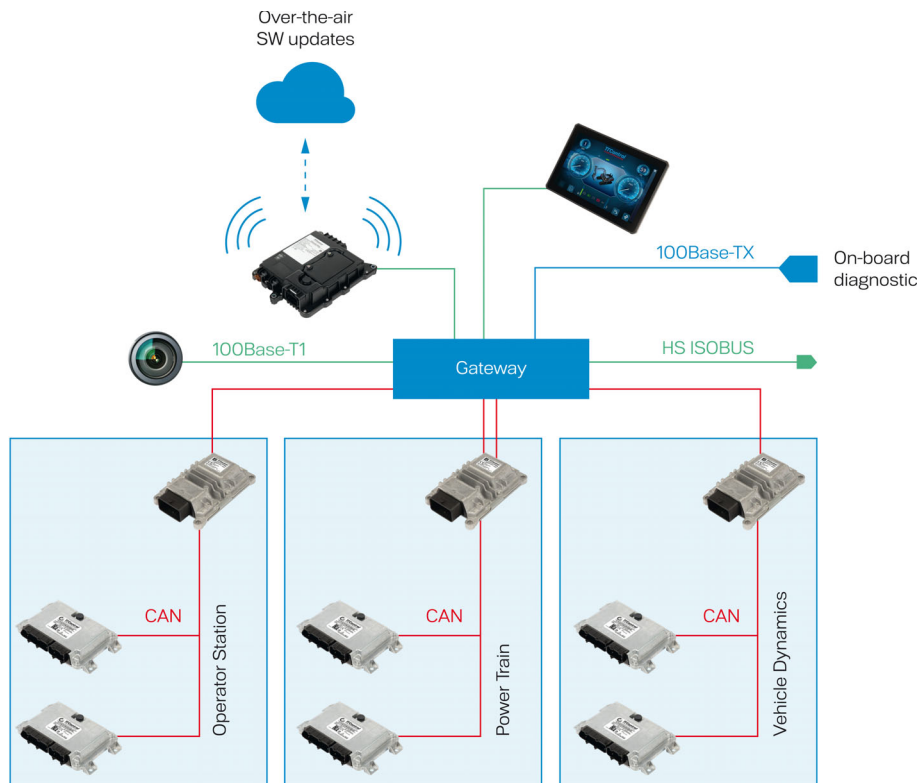 Over-the-air
SW updates
100Base-TX
On-board
diagnostic
100Base-T1
HS ISOBUS
Gateway
CAN
CAN
CAN
Operator Station
Power Train
Vehicle Dynamics